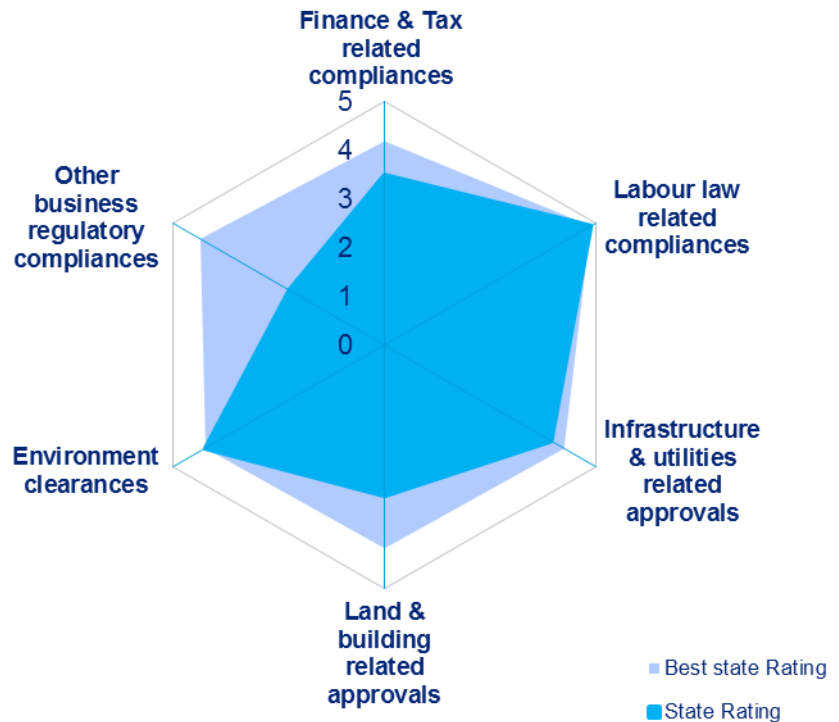 Finance & Tax
related
compliances
5
4
3
2
1
0
Other
business
regulatory
compliances
Labour law
related
compliances
Environment
clearances
Infrastructure
& utilities
related
approvals
Land &
building
related
approvals
Best state Rating
State Rating